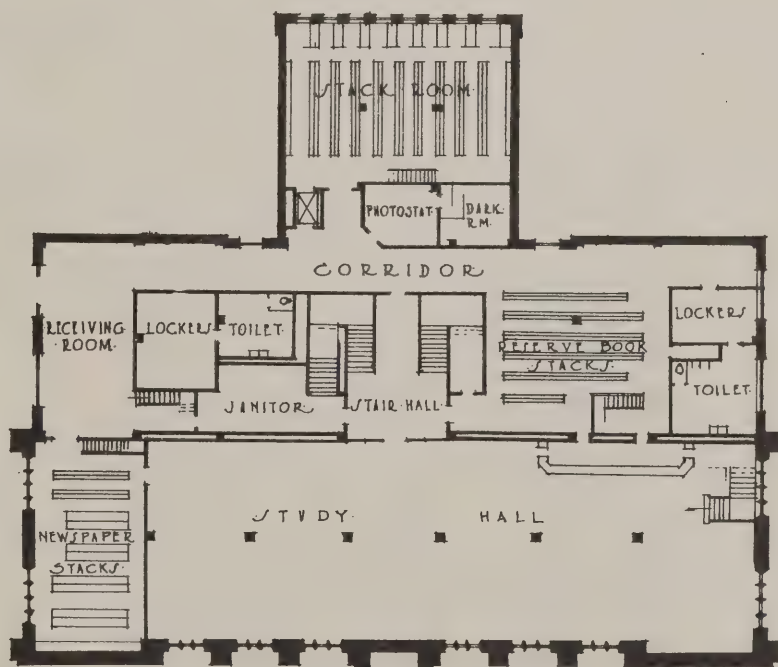 STACK ROOM
PHOTOSTAT
DARK
RM.
CORRIDOR
RECEIVING
ROOM
LOCKERS
TOILET
RESERVE BOOK
STACKS
LOCKERS
TOILET
JANITOR
STAIR HALL
STVDY HALL
NEWSPAPER
STACKS